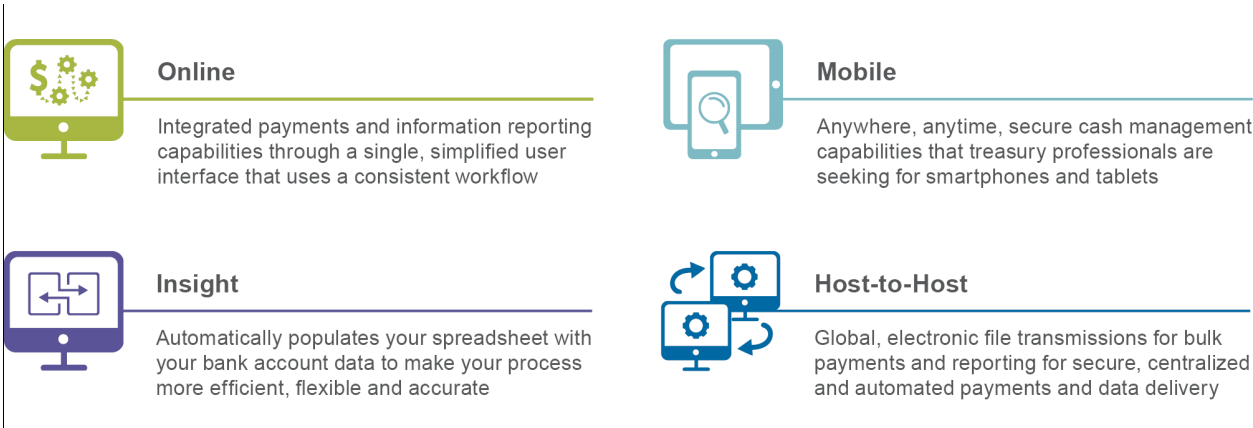 Online
Integrated payments and information reporting
capabilities through a single, simplified user
interface that uses a consistent workflow
Mobile
Anywhere, anytime, secure cash management
capabilities that treasury professionals are
seeking for smartphones and tablets
Insight
Automatically populates your spreadsheet with
your bank account data to make your process
more efficient, flexible and accurate
Host-to-Host
Global, electronic file transmissions for bulk
payments and reporting for secure, centralized
and automated payments and data delivery